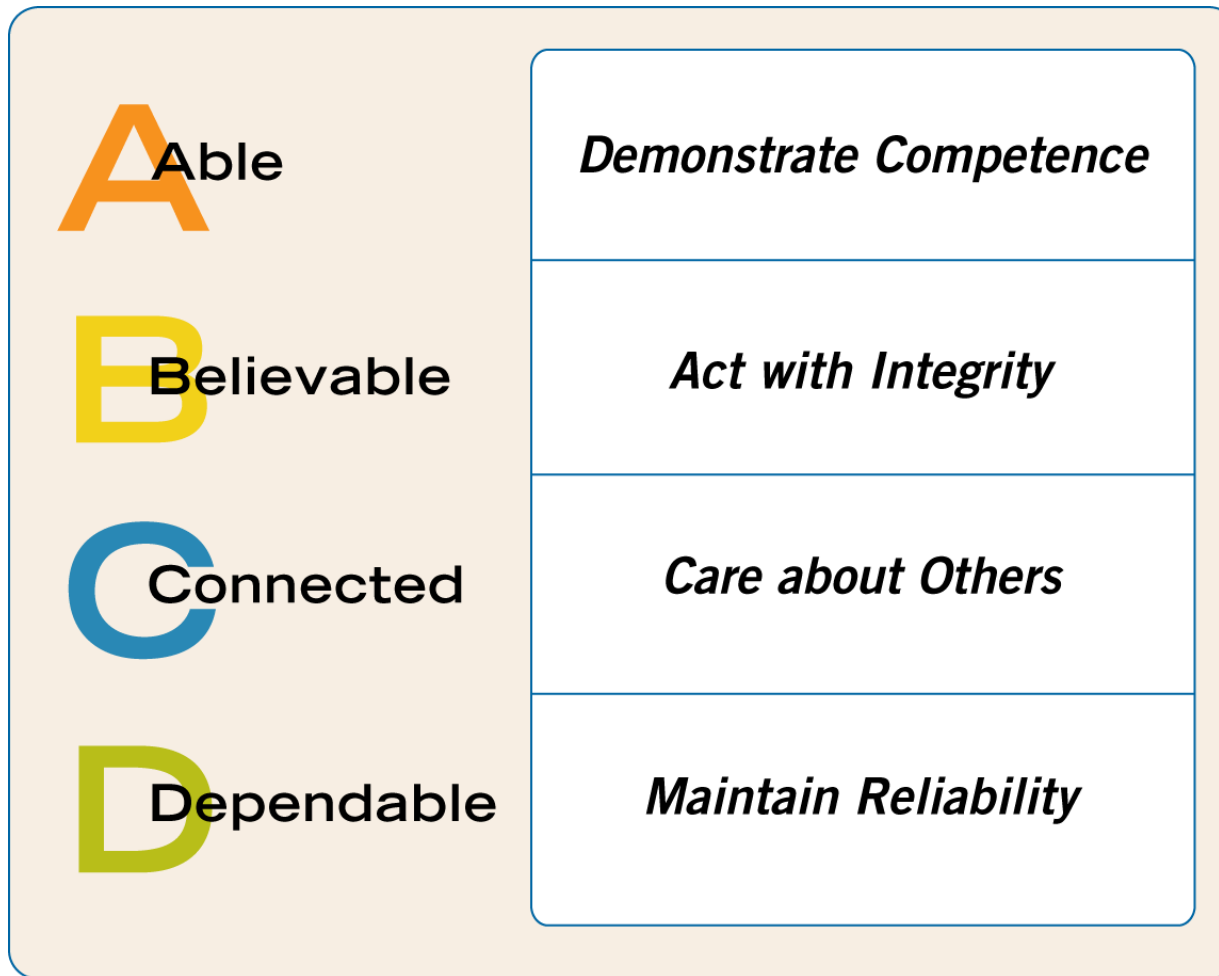 A Able Demonstrate Competence
B Believable Act with Integrity
C Connected Care about Others
D Dependable Maintain Reliability